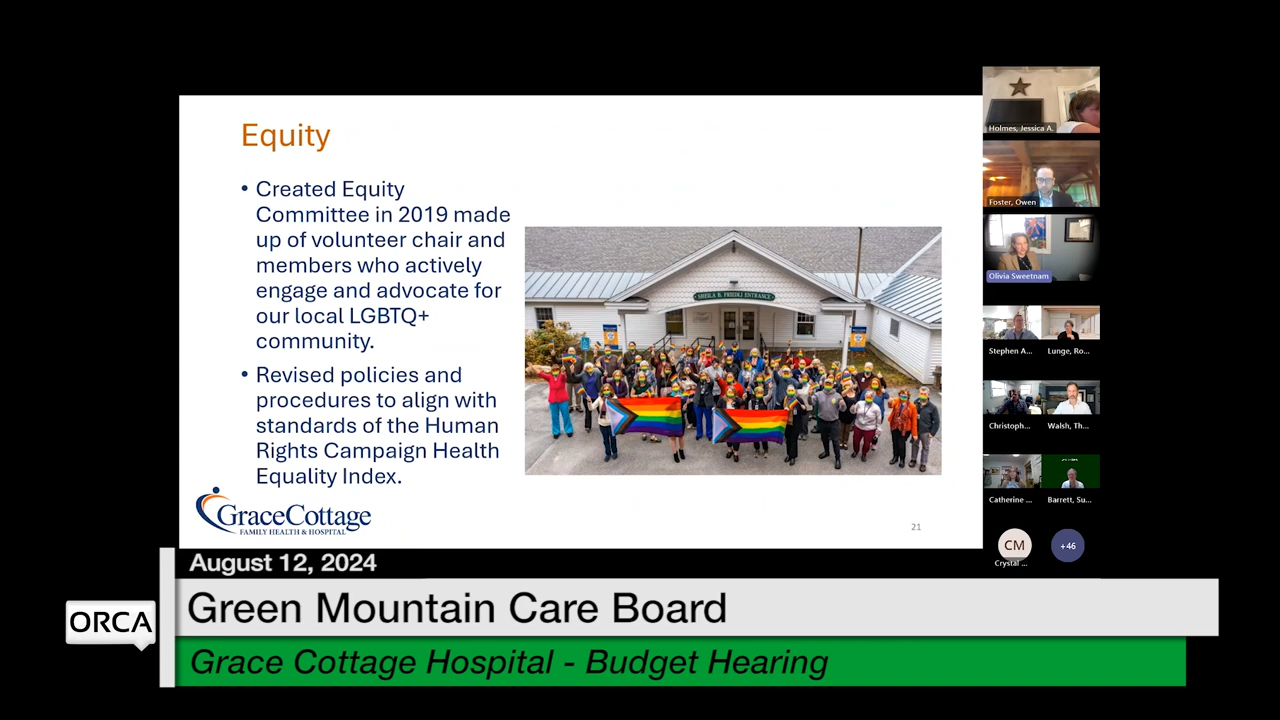 Equity
• Created Equity
Committee in 2019 made
up of volunteer chair and
members who actively
engage and advocate for
our local LGBTQ+
community.
• Revised policies and
procedures to align with
standards of the Human
Rights Campaign Health
Equality Index.
SHEILA B. FRIEDLI ENTRANCE
GraceCottage
FAMILY HEALTH & HOSPITAL
21
Holmes, Jessica A.
Foster, Owen
Olivia Sweetnam
Stephen A...
Lunge, Ro...
Christoph...
Walsh, Th...
Catherine ...
Barrett, Su...
CM
+46
Crystal ...
August 12, 2024
ORCA
Green Mountain Care Board
Grace Cottage Hospital - Budget Hearing